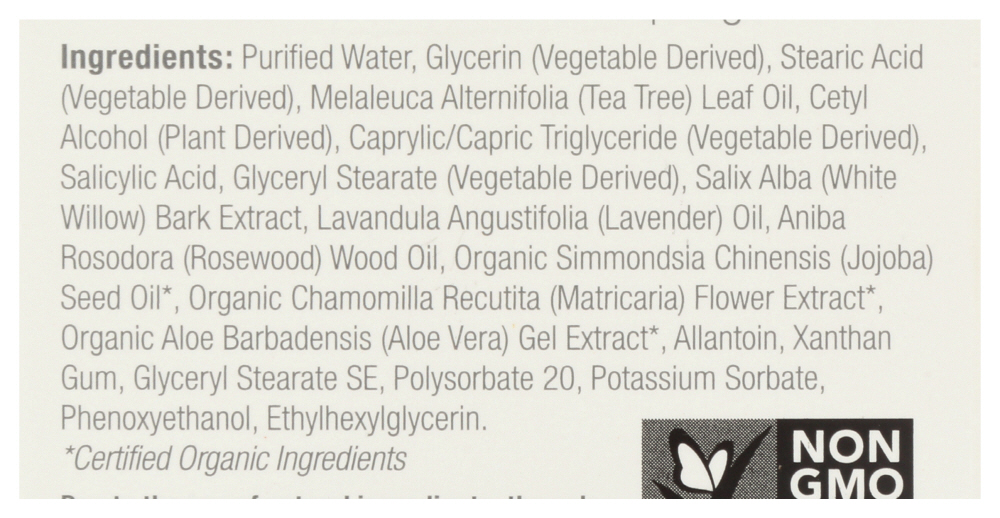 Ingredients: Purified Water, Glycerin (Vegetable Derived), Stearic Acid
(Vegetable Derived), Melaleuca Alternifolia (Tea Tree) Leaf Oil, Cetyl
Alcohol (Plant Derived), Caprylic/Capric Triglyceride (Vegetable Derived),
Salicylic Acid, Glyceryl Stearate (Vegetable Derived), Salix Alba (White
Willow) Bark Extract, Lavandula Angustifolia (Lavender) Oil, Aniba
Rosodora (Rosewood) Wood Oil, Organic Simmondsia Chinensis (Jojoba)
Seed Oil*, Organic Chamomilla Recutita (Matricaria) Flower Extract*,
Organic Aloe Barbadensis (Aloe Vera) Gel Extract*, Allantoin, Xanthan
Gum, Glyceryl Stearate SE, Polysorbate 20, Potassium Sorbate,
Phenoxyethanol, Ethylhexylglycerin.
*Certified Organic Ingredients
NON
GMO